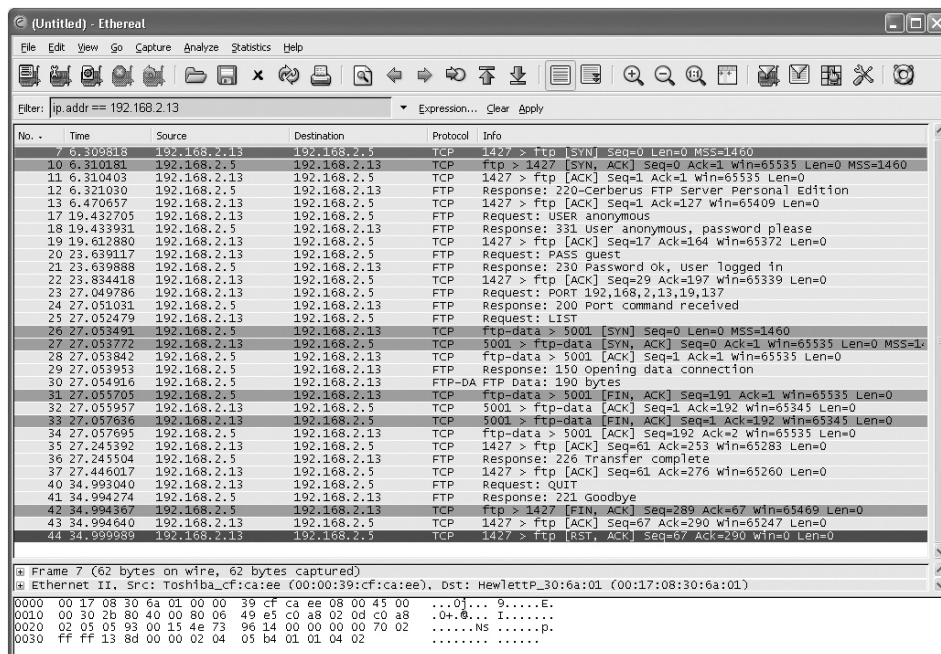 (Untitled) - Ethereal
File Edit View Go Capture Analyze Statistics Help
Filter: ip.addr == 192.168.2.13 Expression... Clear Apply
No. . Time Source Destination Protocol Info
7 6.309818 192.168.2.13 192.168.2.5 TCP 1427 > ftp [SYN] Seq=0 Len=0 MSS=1460
10 6.310181 192.168.2.5 192.168.2.13 TCP ftp > 1427 [SYN, ACK] Seq=0 Ack=1 Win=65535 Len=0 MSS=1460
11 6.310403 192.168.2.13 192.168.2.5 TCP 1427 > ftp [ACK] Seq=1 Ack=1 Win=65535 Len=0
12 6.321030 192.168.2.5 192.168.2.13 FTP Response: 220-Cerberus FTP Server Personal Edition
13 6.470657 192.168.2.13 192.168.2.5 TCP 1427 > ftp [ACK] Seq=1 Ack=127 Win=65409 Len=0
17 19.432705 192.168.2.13 192.168.2.5 FTP Request: USER anonymous
18 19.433931 192.168.2.5 192.168.2.13 FTP Response: 331 User anonymous, password please
19 19.612880 192.168.2.13 192.168.2.5 TCP 1427 > ftp [ACK] Seq=17 Ack=164 Win=65372 Len=0
20 23.639117 192.168.2.13 192.168.2.5 FTP Request: PASS guest
21 23.639888 192.168.2.5 192.168.2.13 FTP Response: 230 Password Ok, User logged in
22 23.834418 192.168.2.13 192.168.2.5 TCP 1427 > ftp [ACK] Seq=29 Ack=197 Win=65339 Len=0
23 27.049786 192.168.2.13 192.168.2.5 FTP Request: PORT 192,168,2,13,19,137
24 27.051031 192.168.2.5 192.168.2.13 FTP Response: 200 Port command received
25 27.052479 192.168.2.13 192.168.2.5 FTP Request: LIST
26 27.053491 192.168.2.5 192.168.2.13 TCP ftp-data > 5001 [SYN] Seq=0 Len=0 MSS=1460
27 27.053772 192.168.2.13 192.168.2.5 TCP 5001 > ftp-data [SYN, ACK] Seq=0 Ack=1 Win=65535 Len=0 MSS=14
28 27.053842 192.168.2.5 192.168.2.13 TCP ftp-data > 5001 [ACK] Seq=1 Ack=1 Win=65535 Len=0
29 27.053953 192.168.2.5 192.168.2.13 FTP Response: 150 Opening data connection
30 27.054916 192.168.2.5 192.168.2.13 FTP-DA FTP Data: 190 bytes
31 27.055705 192.168.2.5 192.168.2.13 TCP ftp-data > 5001 [FIN, ACK] Seq=191 Ack=1 Win=65535 Len=0
32 27.055957 192.168.2.13 192.168.2.5 TCP 5001 > ftp-data [ACK] Seq=1 Ack=192 Win=65345 Len=0
33 27.057636 192.168.2.13 192.168.2.5 TCP 5001 > ftp-data [FIN, ACK] Seq=1 Ack=192 Win=65345 Len=0
34 27.057695 192.168.2.5 192.168.2.13 TCP ftp-data > 5001 [ACK] Seq=192 Ack=2 Win=65535 Len=0
35 27.245392 192.168.2.13 192.168.2.5 TCP 1427 > ftp [ACK] Seq=61 Ack=253 Win=65283 Len=0
36 27.245504 192.168.2.5 192.168.2.13 FTP Response: 226 Transfer complete
37 27.446017 192.168.2.13 192.168.2.5 TCP 1427 > ftp [ACK] Seq=61 Ack=276 Win=65260 Len=0
40 34.993040 192.168.2.13 192.168.2.5 FTP Request: QUIT
41 34.994274 192.168.2.5 192.168.2.13 FTP Response: 221 Goodbye
42 34.994367 192.168.2.5 192.168.2.13 TCP ftp > 1427 [FIN, ACK] Seq=289 Ack=67 Win=65469 Len=0
43 34.994640 192.168.2.13 192.168.2.5 TCP 1427 > ftp [ACK] Seq=67 Ack=290 Win=65247 Len=0
44 34.999989 192.168.2.13 192.168.2.5 TCP 1427 > ftp [RST, ACK] Seq=67 Ack=290 Win=0 Len=0
Frame 7 (62 bytes on wire, 62 bytes captured)
Ethernet II, Src: Toshiba_cf:ca:ee (00:00:39:cf:ca:ee), Dst: HewlettP_30:6a:01 (00:17:08:30:6a:01)
0000 00 17 08 30 6a 01 00 00 39 cf ca ee 08 00 45 00 ...0j... 9.....E.
0010 00 30 2b 80 40 00 80 06 49 e5 c0 a8 02 0d c0 a8 .0+.@... I.......
0020 02 05 05 93 00 15 4e 73 96 14 00 00 00 00 70 02 ......Ns ......p.
0030 ff ff 13 8d 00 00 02 04 05 b4 01 01 04 02 ........ ......